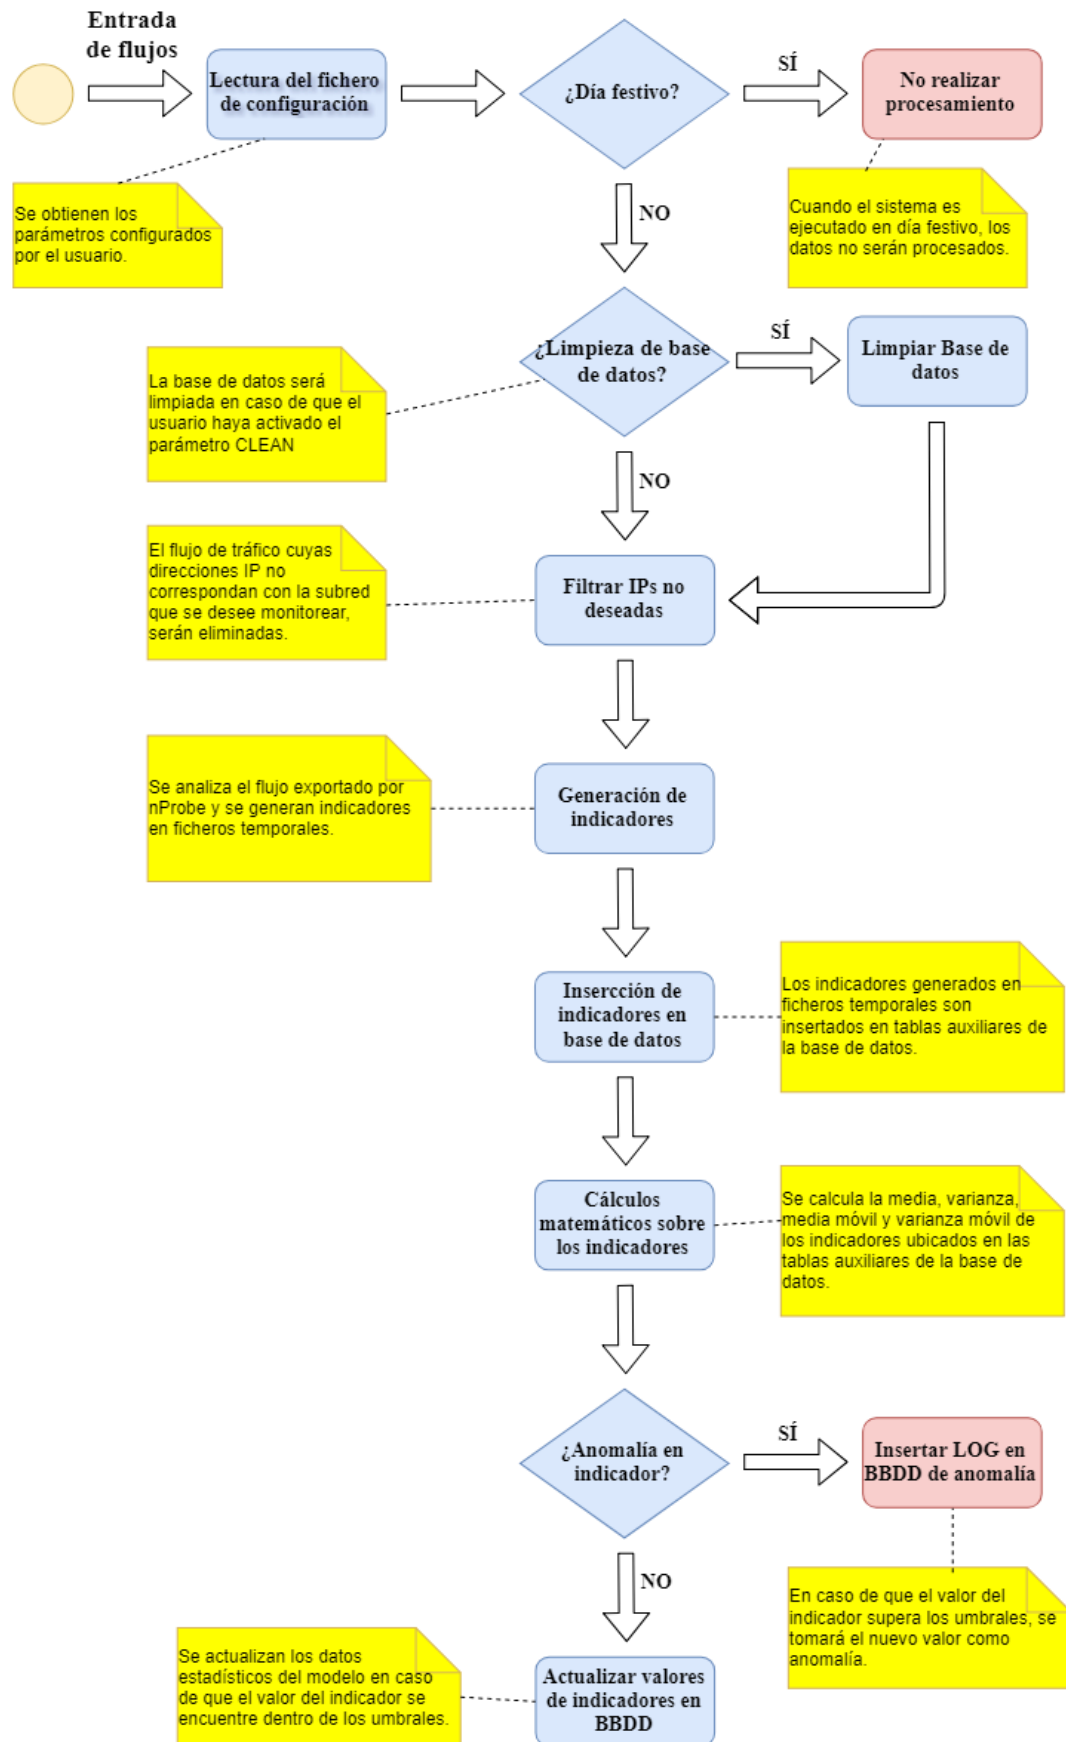 Entrada
de flujos
Lectura del fichero
de configuración
¿Día festivo?
SÍ
No realizar
procesamiento
Se obtienen los
parámetros configurados
por el usuario.
NO
Cuando el sistema es
ejecutado en día festivo, los
datos no serán procesados.
¿Limpieza de base
de datos?
SÍ
Limpiar Base de
datos
La base de datos será
limpiada en caso de que el
usuario haya activado el
parámetro CLEAN
NO
El flujo de tráfico cuyas
direcciones IP no
correspondan con la subred
que se desee monitorear,
serán eliminadas.
Filtrar IPs no
deseadas
Se analiza el flujo exportado por
nProbe y se generan indicadores
en ficheros temporales.
Generación de
indicadores
Insercción de
indicadores en
base de datos
Los indicadores generados en
ficheros temporales son
insertados en tablas auxiliares de
la base de datos.
Cálculos
matemáticos sobre
los indicadores
Se calcula la media, varianza,
media móvil y varianza móvil de
los indicadores ubicados en las
tablas auxiliares de la base de
datos.
¿Anomalía en
indicador?
SÍ
Insertar LOG en
BBDD de anomalía
NO
En caso de que el valor del
indicador supera los umbrales, se
tomará el nuevo valor como
anomalía.
Se actualizan los datos
estadísticos del modelo en caso
de que el valor del indicador se
encuentre dentro de los umbrales.
Actualizar valores
de indicadores en
BBDD